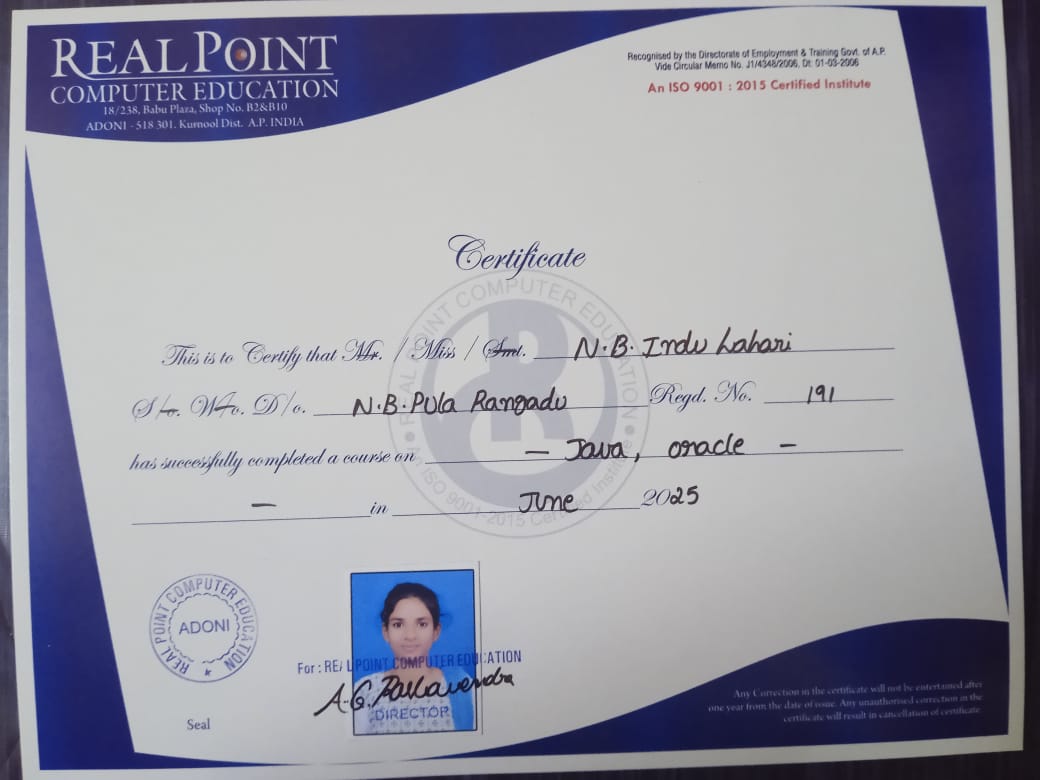 REAL POINT
COMPUTER EDUCATION
18/238, Babu Plaza, Shop No. B2&B10
ADONI - 518 301. Kurnool Dist. A.P. INDIA
Recognised by the Directorate of Employment & Training Govt. of A.P.
Vide Circular Memo No. J1/4348/2006, Dt: 01-03-2006
An ISO 9001 : 2015 Certified Institute
Certificate
REAL POINT COMPUTER EDUCATION
An ISO 9001-2015 Certified Institute
This is to Certify that Mr. / Miss / Smt. N.B. Indu Lahari
S/o. W/o. D/o. N.B. Pula Rangadu Regd. No. 191
has successfully completed a course on – Java, oracle –
– in June 2025
REAL POINT COMPUTER EDUCATION
ADONI
Seal
For : REAL POINT COMPUTER EDUCATION
A.G. Raghavendra
DIRECTOR
Any Correction in the certificate will not be entertained after
one year from the date of issue. Any unauthorised correction in the
certificate will result in cancellation of certificate.